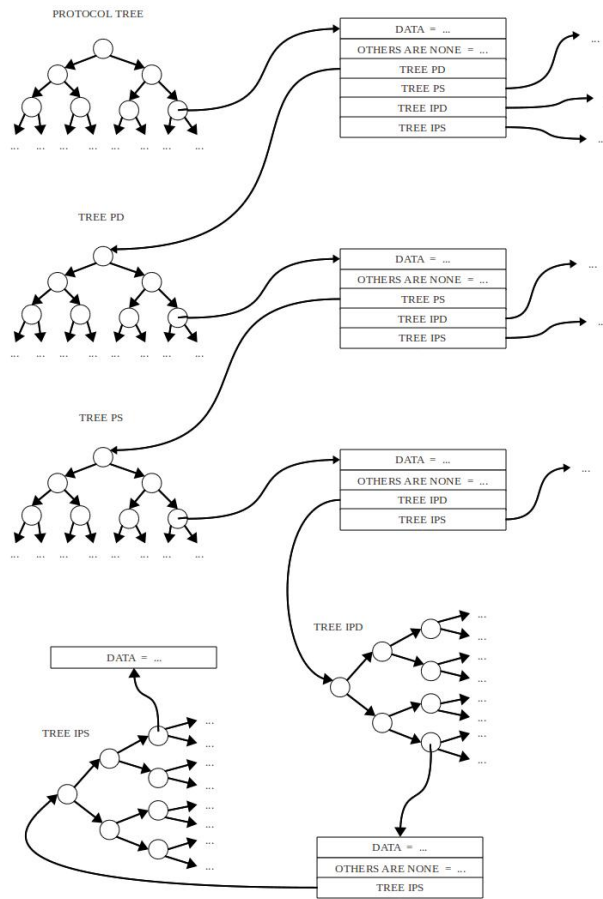 PROTOCOL TREE
DATA = ...
OTHERS ARE NONE = ...
TREE PD
TREE PS
TREE IPD
TREE IPS
...
...
...
... ... ... ... ... ... ... ...
TREE PD
DATA = ...
OTHERS ARE NONE = ...
TREE PS
TREE IPD
TREE IPS
...
...
... ... ... ... ... ... ... ...
TREE PS
DATA = ...
OTHERS ARE NONE = ...
TREE IPD
TREE IPS
...
... ... ... ... ... ... ... ...
TREE IPD
...
...
...
...
...
...
...
...
DATA = ...
TREE IPS
...
...
...
...
...
...
...
...
DATA = ...
OTHERS ARE NONE = ...
TREE IPS